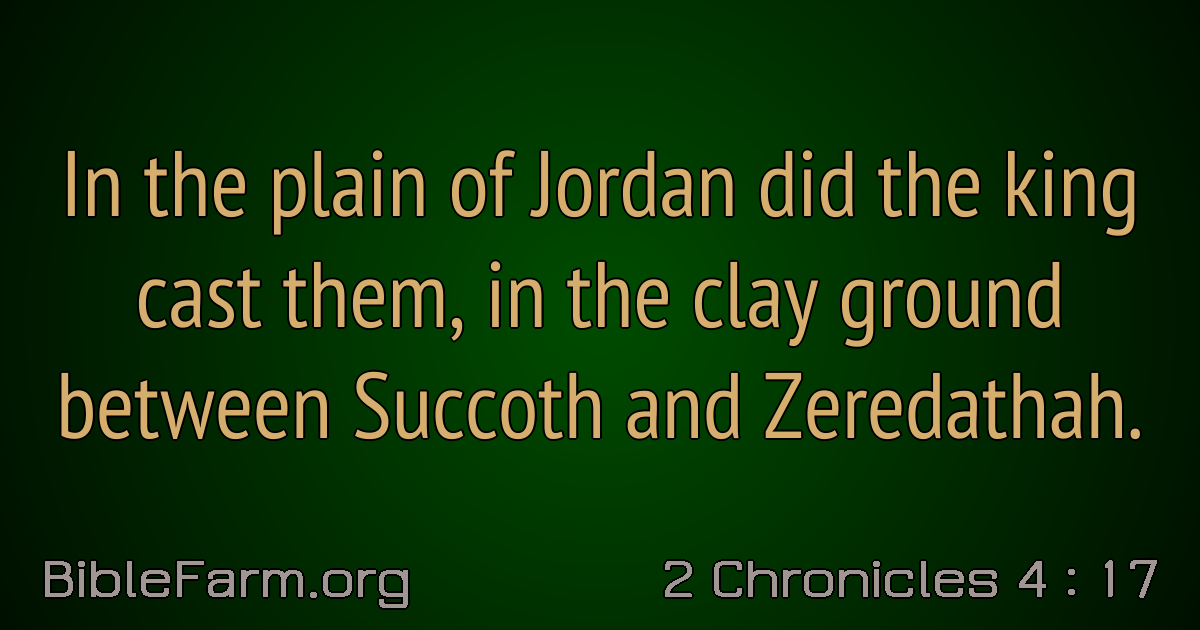 In the plain of Jordan did the king
cast them, in the clay ground
between Succoth and Zeredathah.
BibleFarm.org
2 Chronicles 4 : 17